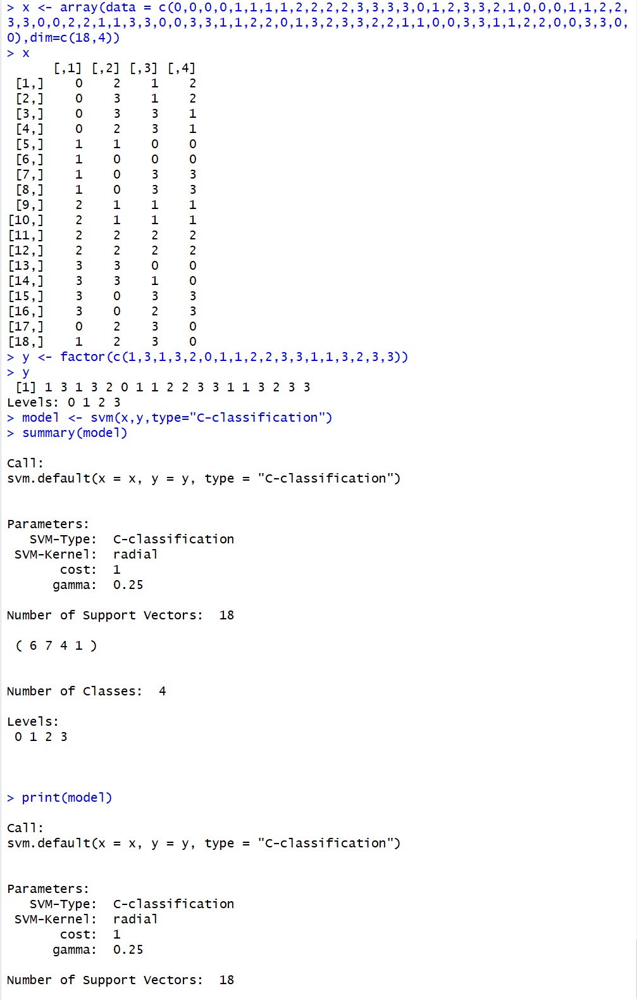 > x <- array(data = c(0,0,0,0,1,1,1,1,2,2,2,2,3,3,3,3,0,1,2,3,3,2,1,0,0,0,1,1,2,2,
3,3,0,0,2,2,1,1,3,3,0,0,3,3,1,1,2,2,0,1,3,2,3,3,2,2,1,1,0,0,3,3,1,1,2,2,0,0,3,3,0,
0),dim=c(18,4))
> x
[,1] [,2] [,3] [,4]
[1,] 0 2 1 2
[2,] 0 3 1 2
[3,] 0 3 3 1
[4,] 0 2 3 1
[5,] 1 1 0 0
[6,] 1 0 0 0
[7,] 1 0 3 3
[8,] 1 0 3 3
[9,] 2 1 1 1
[10,] 2 1 1 1
[11,] 2 2 2 2
[12,] 2 2 2 2
[13,] 3 3 0 0
[14,] 3 3 1 0
[15,] 3 0 3 3
[16,] 3 0 2 3
[17,] 0 2 3 0
[18,] 1 2 3 0
> y <- factor(c(1,3,1,3,2,0,1,1,2,2,3,3,1,1,3,2,3,3))
> y
[1] 1 3 1 3 2 0 1 1 2 2 3 3 1 1 3 2 3 3
Levels: 0 1 2 3
> model <- svm(x,y,type="C-classification")
> summary(model)
Call:
svm.default(x = x, y = y, type = "C-classification")
Parameters:
SVM-Type: C-classification
SVM-Kernel: radial
cost: 1
gamma: 0.25
Number of Support Vectors: 18
( 6 7 4 1 )
Number of Classes: 4
Levels:
0 1 2 3
> print(model)
Call:
svm.default(x = x, y = y, type = "C-classification")
Parameters:
SVM-Type: C-classification
SVM-Kernel: radial
cost: 1
gamma: 0.25
Number of Support Vectors: 18